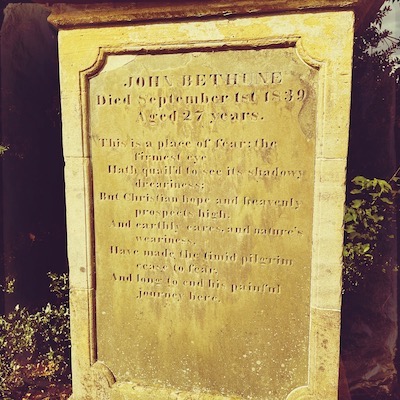 JOHN BETHUNE
Died September 1st 1839
Aged 27 years.
This is a place of fear; the
firmest eye
Hath quail'd to see its shadowy
dreariness;
But Christian hope and heavenly
prospects high,
And earthly cares, and nature's
weariness,
Have made the timid pilgrim
cease to fear,
And long to end his painful
journey here.